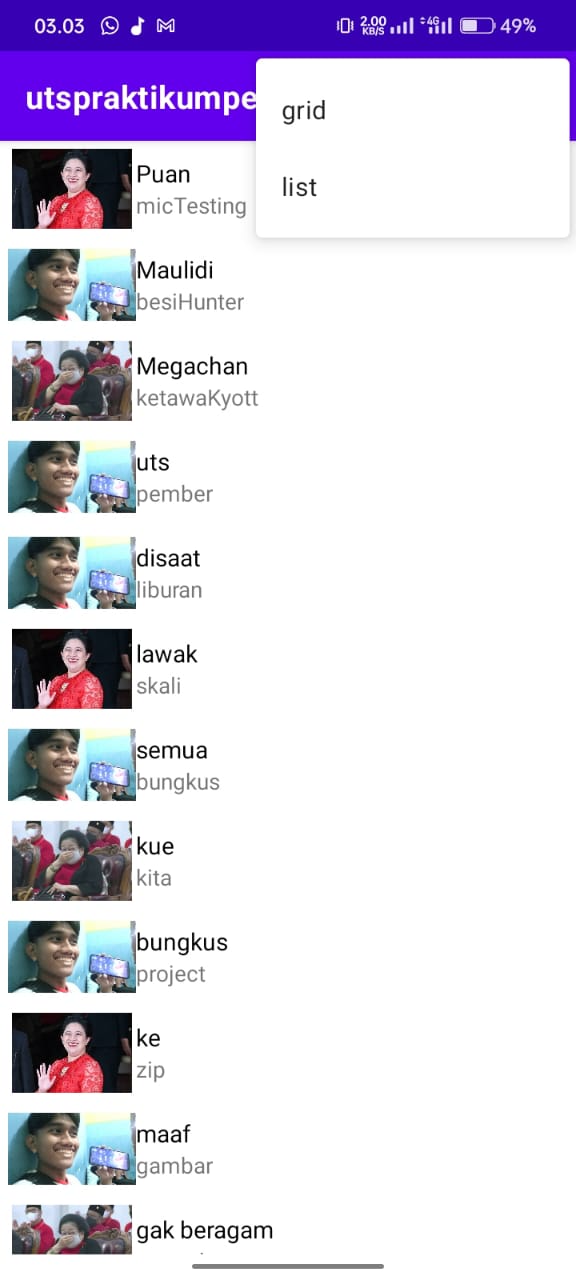 03.03
2.00
KB/S
4G
49%
utspraktikumpe
grid
list
Puan
micTesting
Maulidi
besiHunter
Megachan
ketawaKyott
uts
pember
disaat
liburan
lawak
skali
semua
bungkus
kue
kita
bungkus
project
ke
zip
maaf
gambar
gak beragam